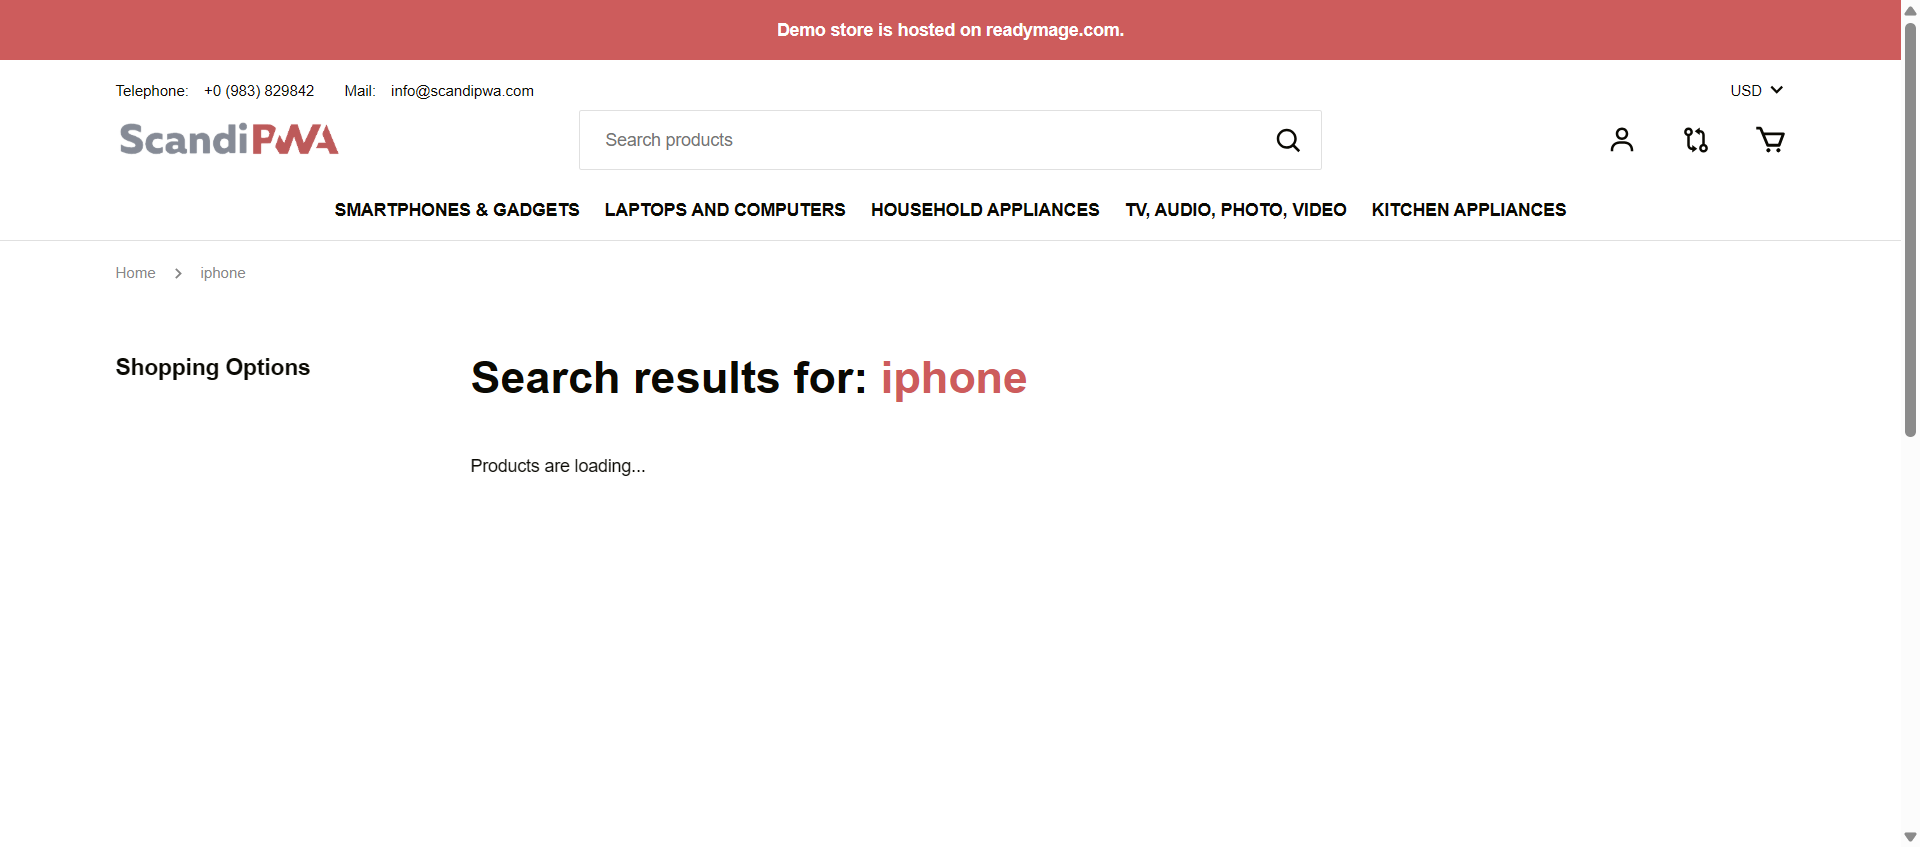 Demo store is hosted on readymage.com.
Telephone: +0 (983) 829842 Mail: info@scandipwa.com
USD
ScandiPWA
Search products
SMARTPHONES & GADGETS LAPTOPS AND COMPUTERS HOUSEHOLD APPLIANCES TV, AUDIO, PHOTO, VIDEO KITCHEN APPLIANCES
Home iphone
Shopping Options
Search results for: iphone
Products are loading...